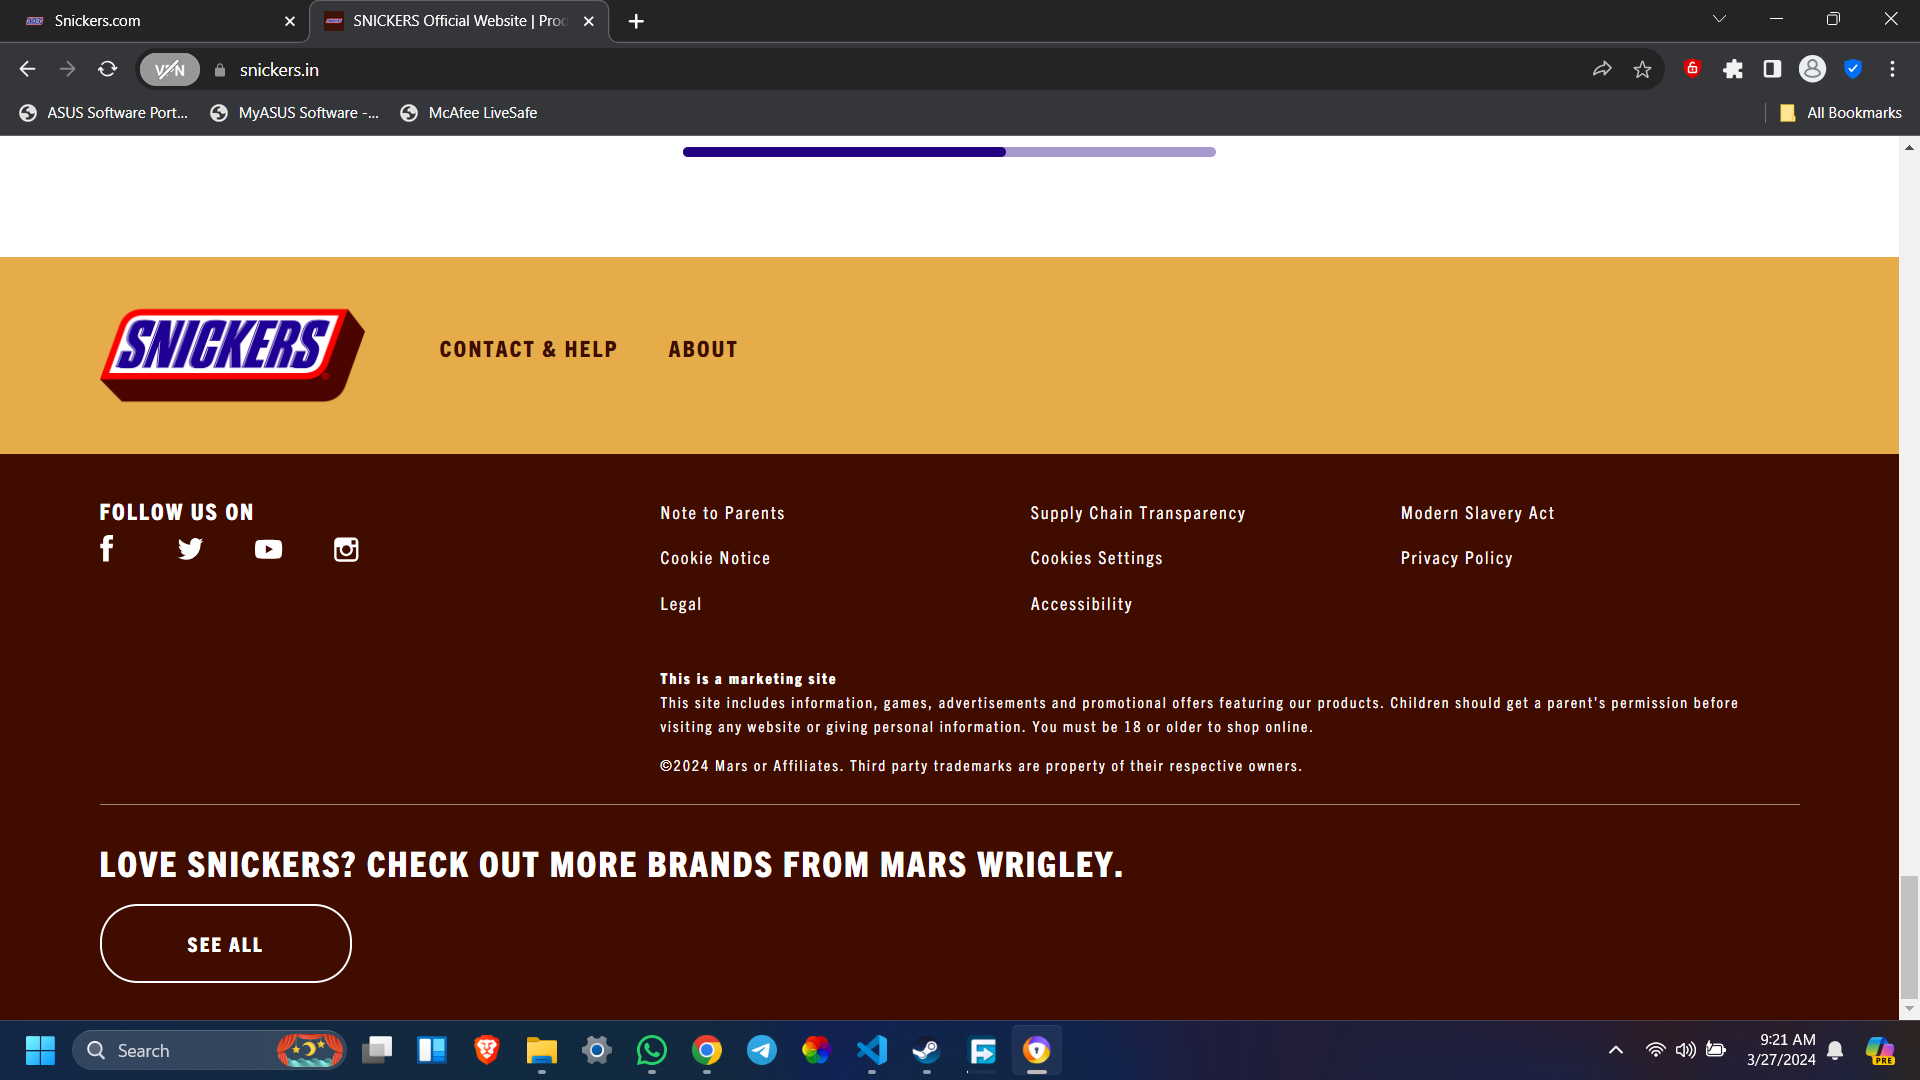 Snickers.com
SNICKERS Official Website | Prod
VPN
snickers.in
ASUS Software Port...
MyASUS Software -...
McAfee LiveSafe
All Bookmarks
SNICKERS
CONTACT & HELP
ABOUT
FOLLOW US ON
Note to Parents
Supply Chain Transparency
Modern Slavery Act
Cookie Notice
Cookies Settings
Privacy Policy
Legal
Accessibility
This is a marketing site
This site includes information, games, advertisements and promotional offers featuring our products. Children should get a parent's permission before
visiting any website or giving personal information. You must be 18 or older to shop online.
©2024 Mars or Affiliates. Third party trademarks are property of their respective owners.
LOVE SNICKERS? CHECK OUT MORE BRANDS FROM MARS WRIGLEY.
SEE ALL
Search
9:21 AM
3/27/2024
PRE